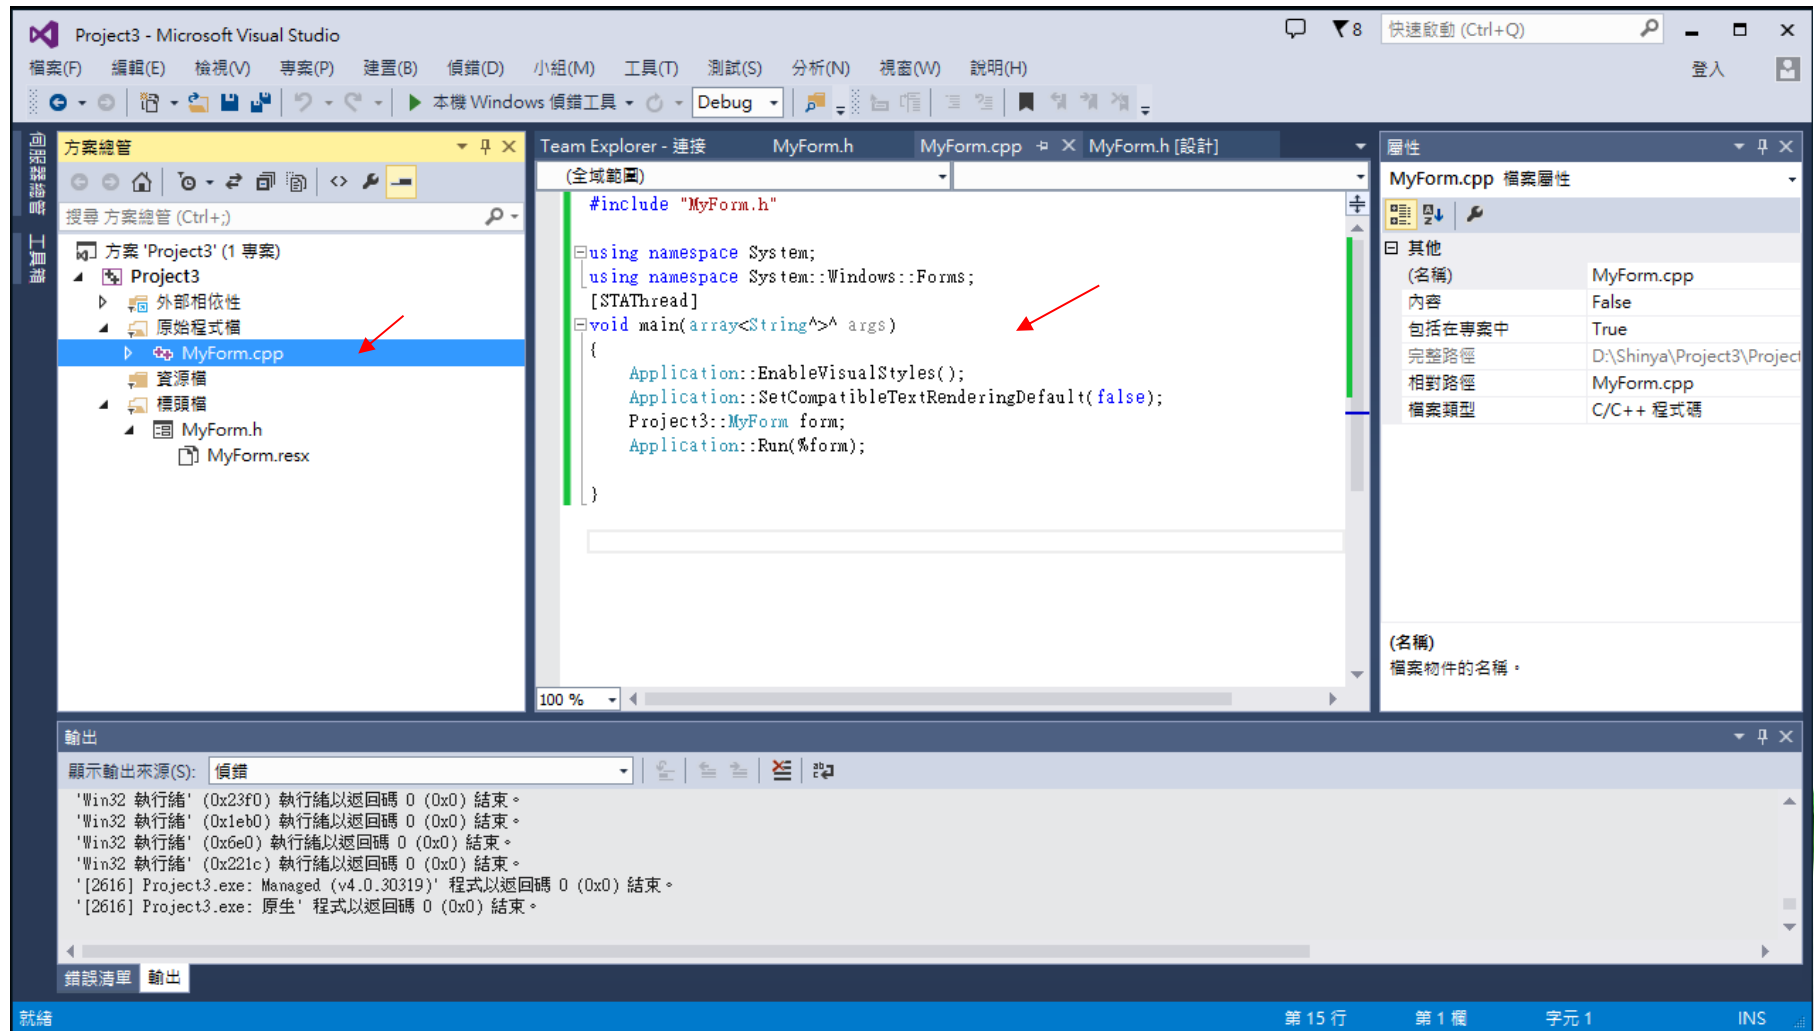 Project3 - Microsoft Visual Studio
8
快速啟動 (Ctrl+Q)
檔案(F) 編輯(E) 檢視(V) 專案(P) 建置(B) 偵錯(D) 小組(M) 工具(T) 測試(S) 分析(N) 視窗(W) 說明(H)
登入
本機 Windows 偵錯工具
Debug
伺服器總管
工具箱
方案總管
搜尋 方案總管 (Ctrl+;)
方案 'Project3' (1 專案)
Project3
外部相依性
原始程式檔
MyForm.cpp
資源檔
標頭檔
MyForm.h
MyForm.resx
Team Explorer - 連接 MyForm.h MyForm.cpp MyForm.h [設計]
(全域範圍)
#include "MyForm.h"
using namespace System;
using namespace System::Windows::Forms;
[STAThread]
void main(array<String^>^ args)
{
Application::EnableVisualStyles();
Application::SetCompatibleTextRenderingDefault(false);
Project3::MyForm form;
Application::Run(%form);
}
100 %
屬性
MyForm.cpp 檔案屬性
其他
(名稱) MyForm.cpp
內容 False
包括在專案中 True
完整路徑 D:\Shinya\Project3\Project
相對路徑 MyForm.cpp
檔案類型 C/C++ 程式碼
(名稱)
檔案物件的名稱。
輸出
顯示輸出來源(S): 偵錯
'Win32 執行緒' (0x23f0) 執行緒以返回碼 0 (0x0) 結束。
'Win32 執行緒' (0x1eb0) 執行緒以返回碼 0 (0x0) 結束。
'Win32 執行緒' (0x6e0) 執行緒以返回碼 0 (0x0) 結束。
'Win32 執行緒' (0x221c) 執行緒以返回碼 0 (0x0) 結束。
'[2616] Project3.exe: Managed (v4.0.30319)' 程式以返回碼 0 (0x0) 結束。
'[2616] Project3.exe: 原生' 程式以返回碼 0 (0x0) 結束。
錯誤清單 輸出
就緒
第 15 行 第 1 欄 字元 1 INS